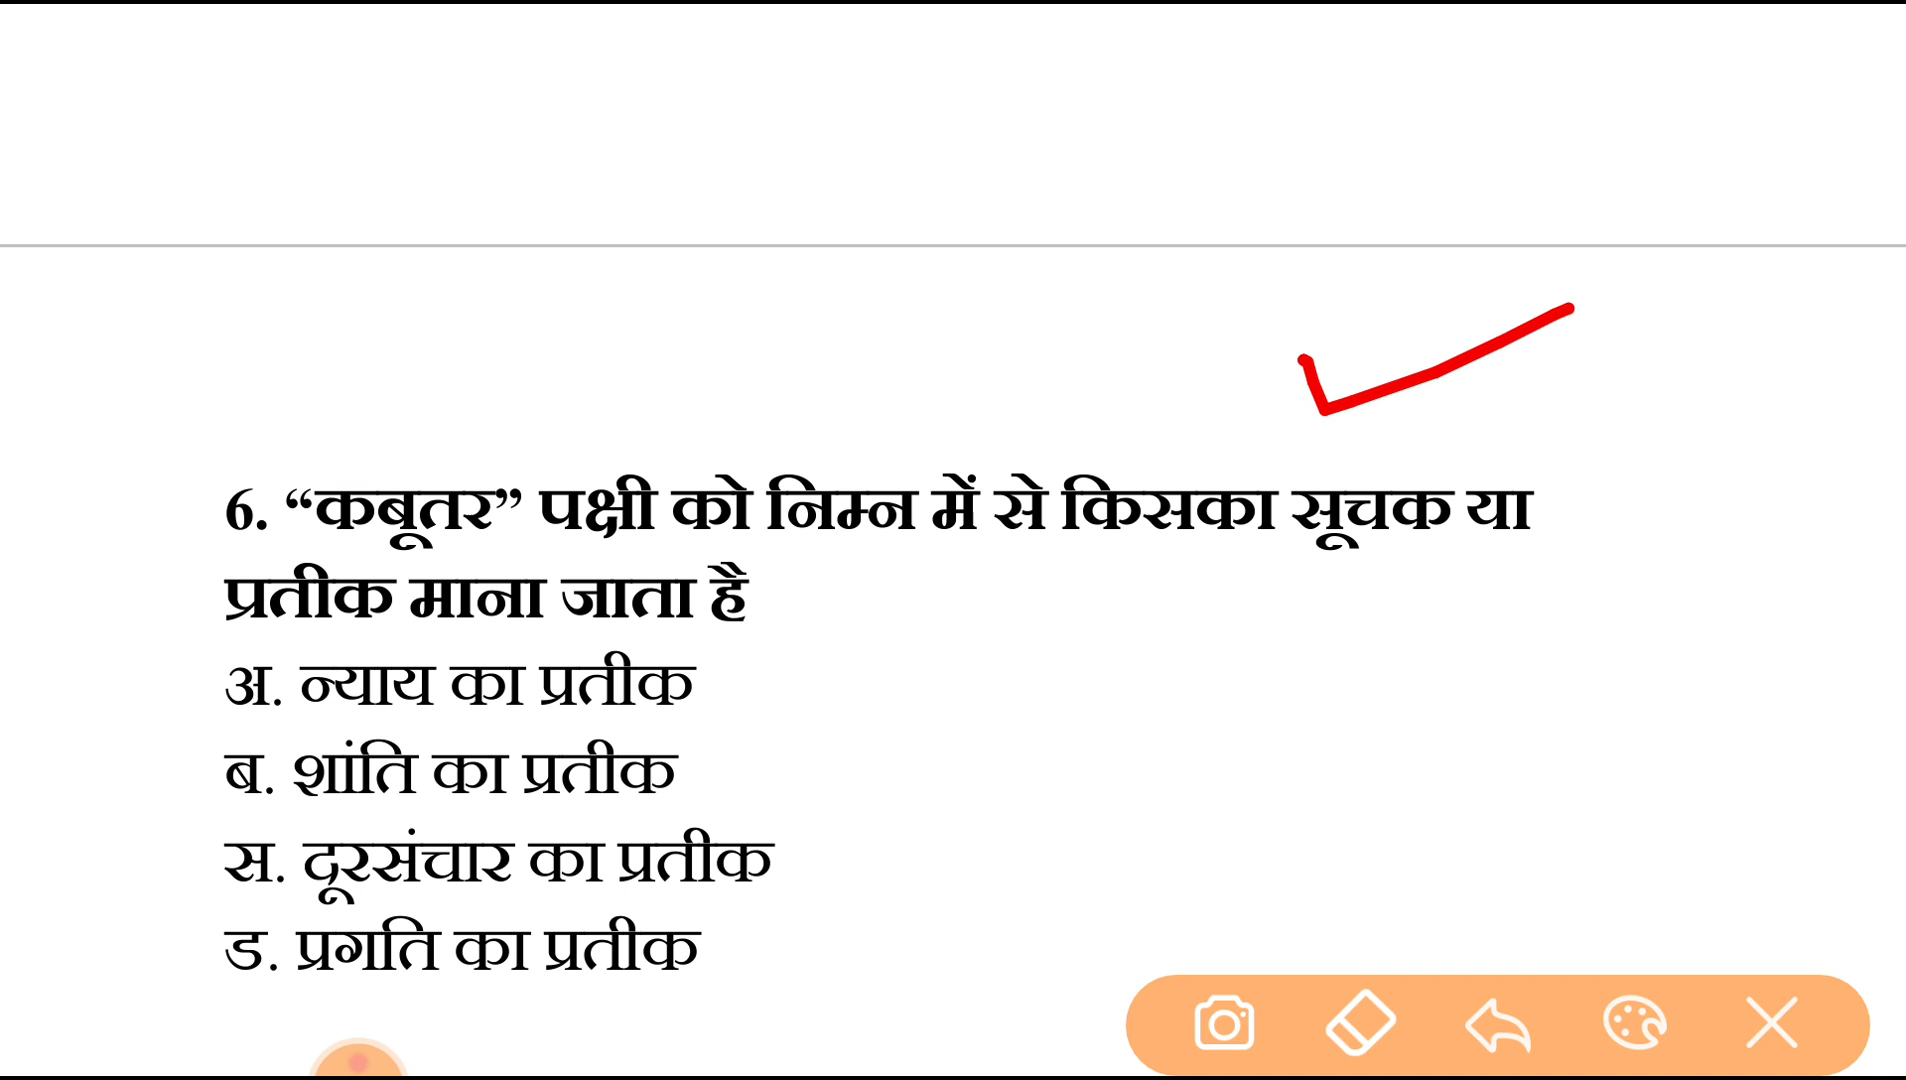 6. “कबूतर” पक्षी को निम्न में से किसका सूचक या
प्रतीक माना जाता है
अ. न्याय का प्रतीक
ब. शांति का प्रतीक
स. दूरसंचार का प्रतीक
ड. प्रगति का प्रतीक